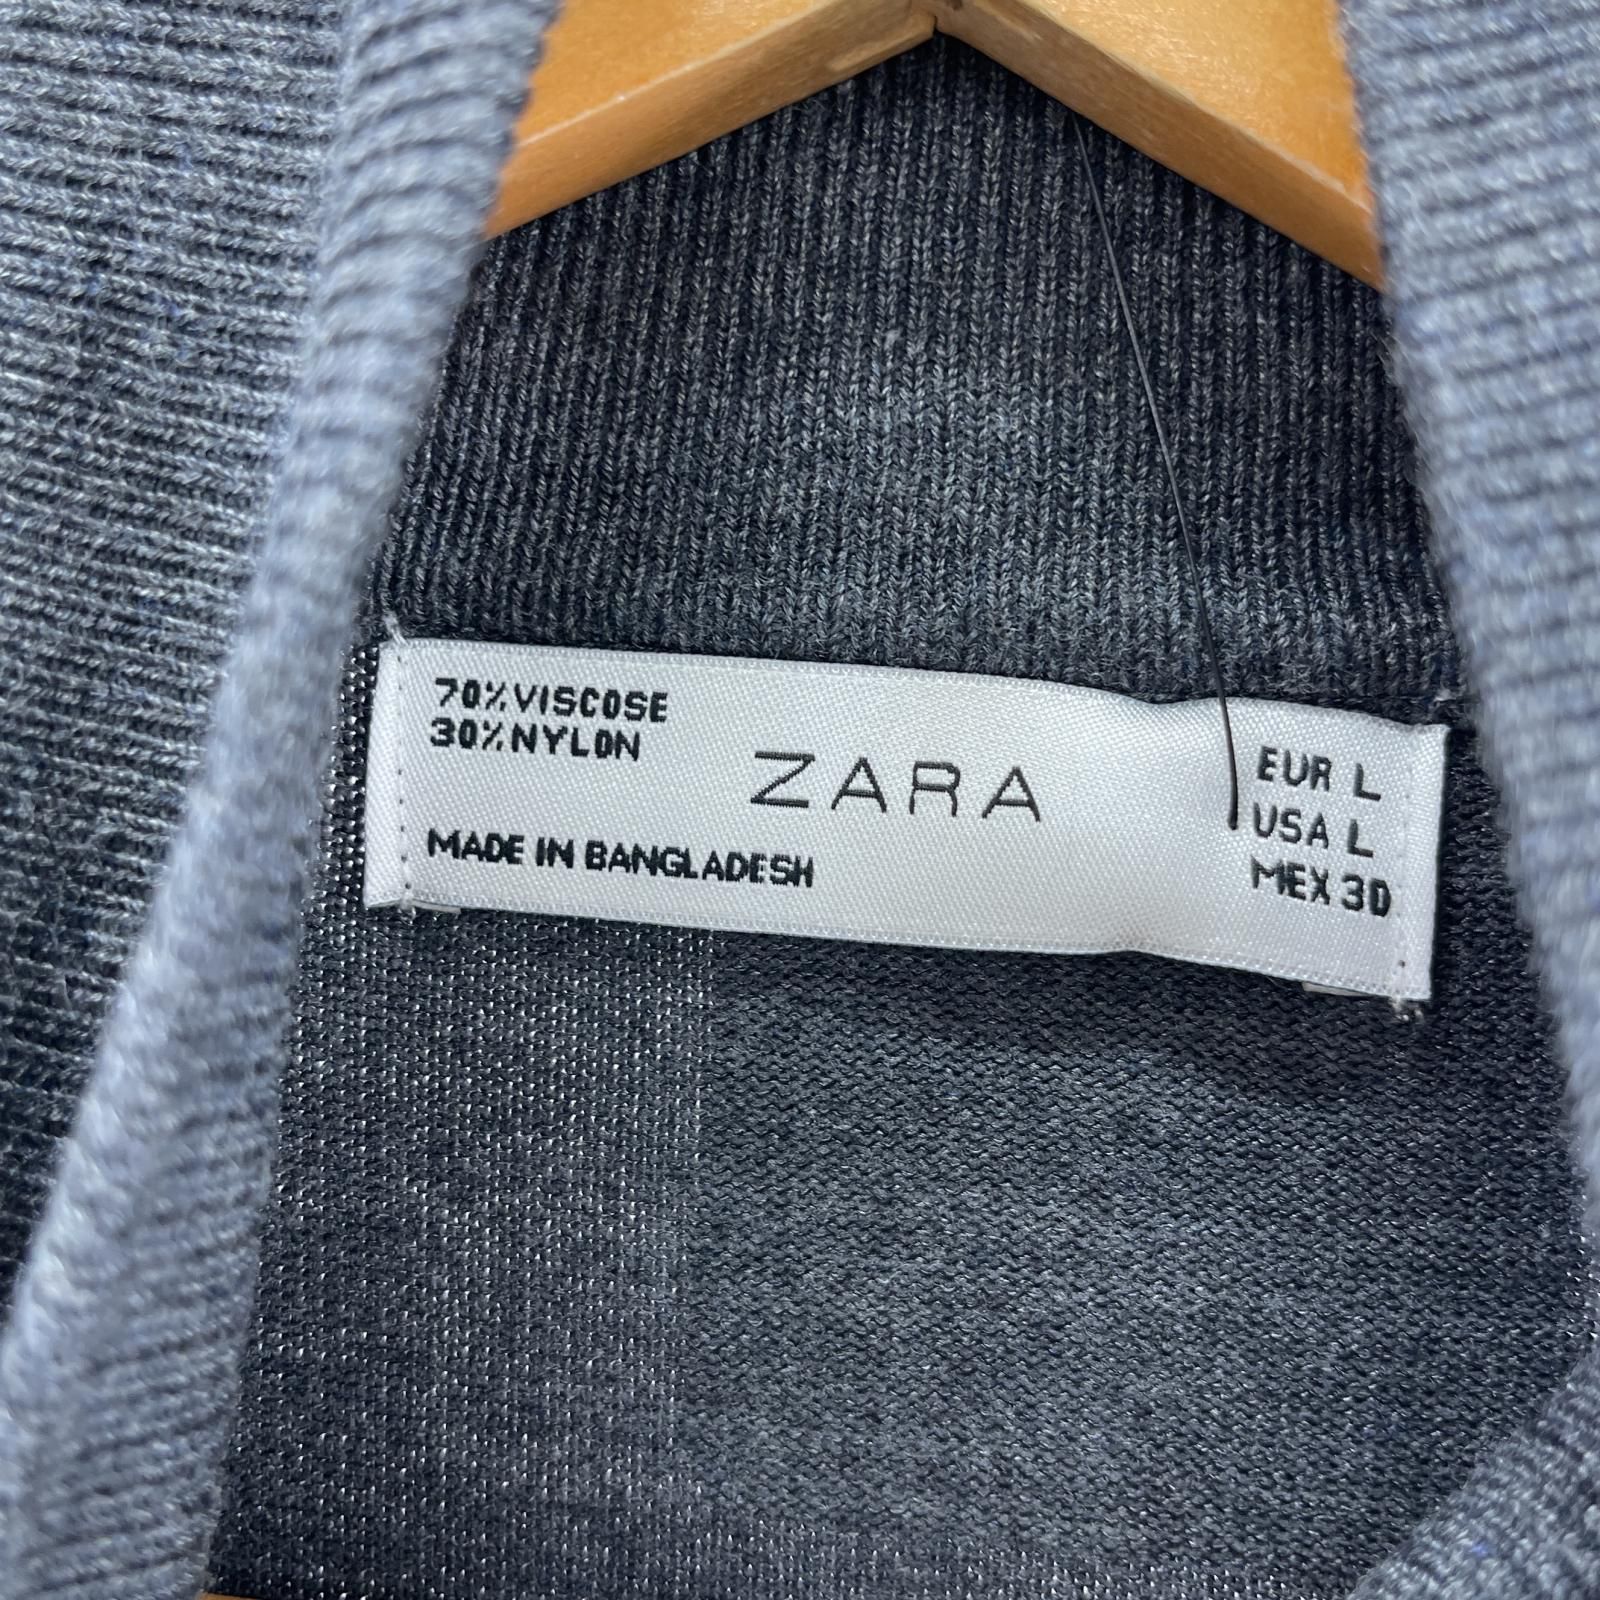 70%VISCOSE
30%NYLON
MADE IN BANGLADESH
ZARA
EUR L
USA L
MEX 30